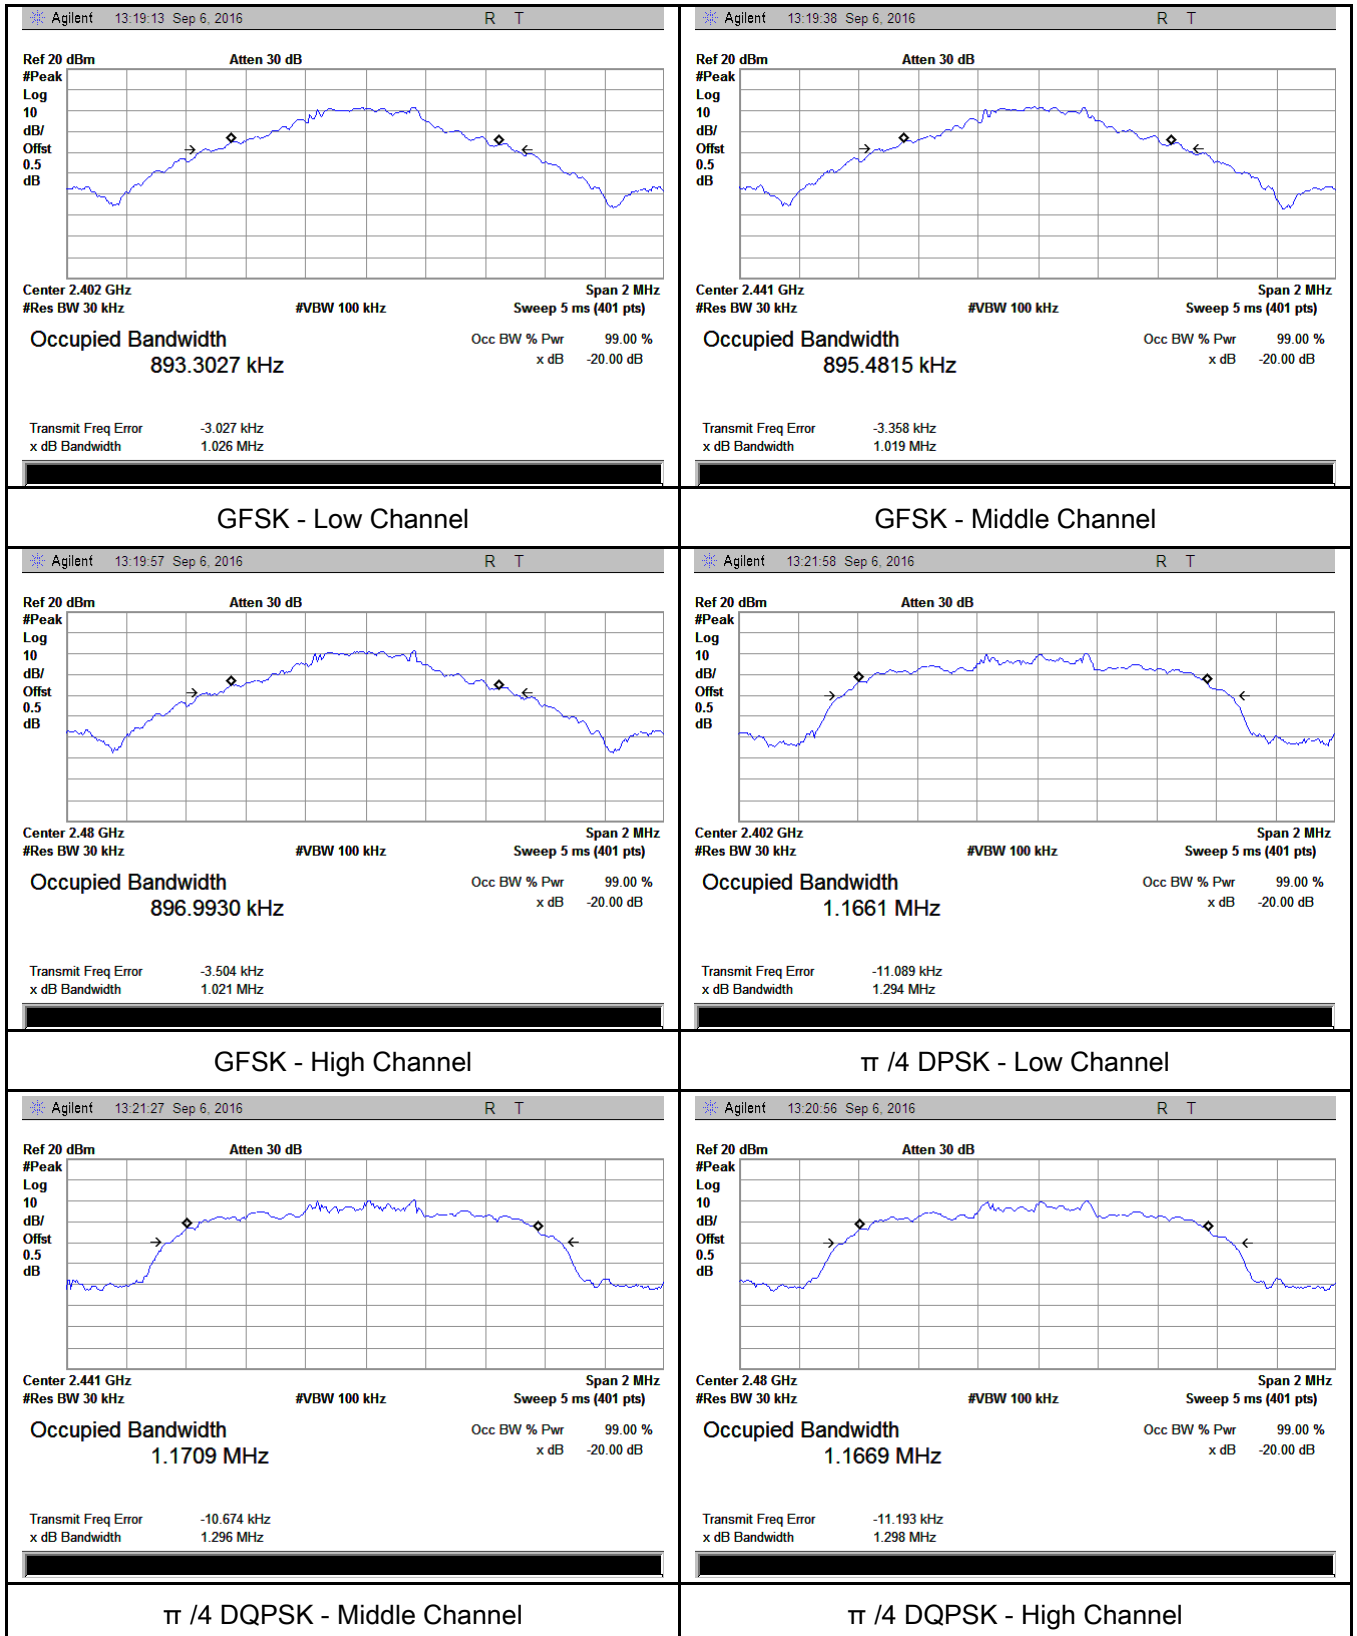 Agilent 13:19:13 Sep 6, 2016 R T
Ref 20 dBm Atten 30 dB
#Peak
Log
10
dB/
Offst
0.5
dB
Center 2.402 GHz Span 2 MHz
#Res BW 30 kHz #VBW 100 kHz Sweep 5 ms (401 pts)
Occupied Bandwidth Occ BW % Pwr 99.00 %
893.3027 kHz x dB -20.00 dB
Transmit Freq Error -3.027 kHz
x dB Bandwidth 1.026 MHz
GFSK - Low Channel
Agilent 13:19:38 Sep 6, 2016 R T
Ref 20 dBm Atten 30 dB
#Peak
Log
10
dB/
Offst
0.5
dB
Center 2.441 GHz Span 2 MHz
#Res BW 30 kHz #VBW 100 kHz Sweep 5 ms (401 pts)
Occupied Bandwidth Occ BW % Pwr 99.00 %
895.4815 kHz x dB -20.00 dB
Transmit Freq Error -3.358 kHz
x dB Bandwidth 1.019 MHz
GFSK - Middle Channel
Agilent 13:19:57 Sep 6, 2016 R T
Ref 20 dBm Atten 30 dB
#Peak
Log
10
dB/
Offst
0.5
dB
Center 2.48 GHz Span 2 MHz
#Res BW 30 kHz #VBW 100 kHz Sweep 5 ms (401 pts)
Occupied Bandwidth Occ BW % Pwr 99.00 %
896.9930 kHz x dB -20.00 dB
Transmit Freq Error -3.504 kHz
x dB Bandwidth 1.021 MHz
GFSK - High Channel
Agilent 13:21:58 Sep 6, 2016 R T
Ref 20 dBm Atten 30 dB
#Peak
Log
10
dB/
Offst
0.5
dB
Center 2.402 GHz Span 2 MHz
#Res BW 30 kHz #VBW 100 kHz Sweep 5 ms (401 pts)
Occupied Bandwidth Occ BW % Pwr 99.00 %
1.1661 MHz x dB -20.00 dB
Transmit Freq Error -11.089 kHz
x dB Bandwidth 1.294 MHz
π /4 DPSK - Low Channel
Agilent 13:21:27 Sep 6, 2016 R T
Ref 20 dBm Atten 30 dB
#Peak
Log
10
dB/
Offst
0.5
dB
Center 2.441 GHz Span 2 MHz
#Res BW 30 kHz #VBW 100 kHz Sweep 5 ms (401 pts)
Occupied Bandwidth Occ BW % Pwr 99.00 %
1.1709 MHz x dB -20.00 dB
Transmit Freq Error -10.674 kHz
x dB Bandwidth 1.296 MHz
π /4 DQPSK - Middle Channel
Agilent 13:20:56 Sep 6, 2016 R T
Ref 20 dBm Atten 30 dB
#Peak
Log
10
dB/
Offst
0.5
dB
Center 2.48 GHz Span 2 MHz
#Res BW 30 kHz #VBW 100 kHz Sweep 5 ms (401 pts)
Occupied Bandwidth Occ BW % Pwr 99.00 %
1.1669 MHz x dB -20.00 dB
Transmit Freq Error -11.193 kHz
x dB Bandwidth 1.298 MHz
π /4 DQPSK - High Channel